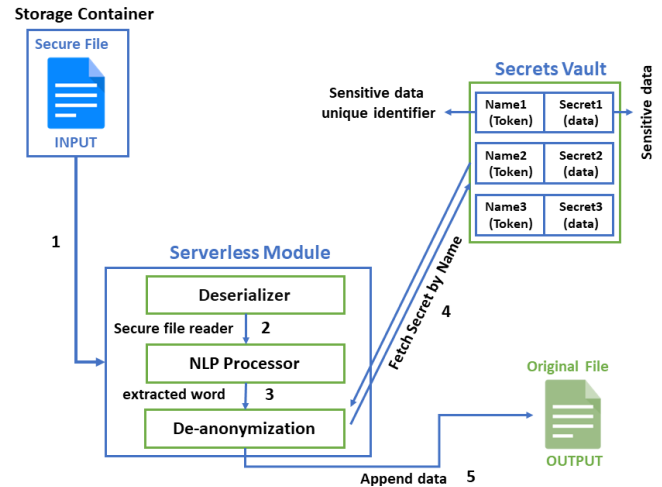 Storage Container
Secure File
INPUT
Secrets Vault
Sensitive data
unique identifier
Name1
(Token)
Secret1
(data)
Name2
(Token)
Secret2
(data)
Name3
(Token)
Secret3
(data)
Sensitive data
1
Serverless Module
Deserializer
Secure file reader
2
NLP Processor
extracted word
3
De-anonymization
Fetch Secret by Name
4
Original File
OUTPUT
Append data
5